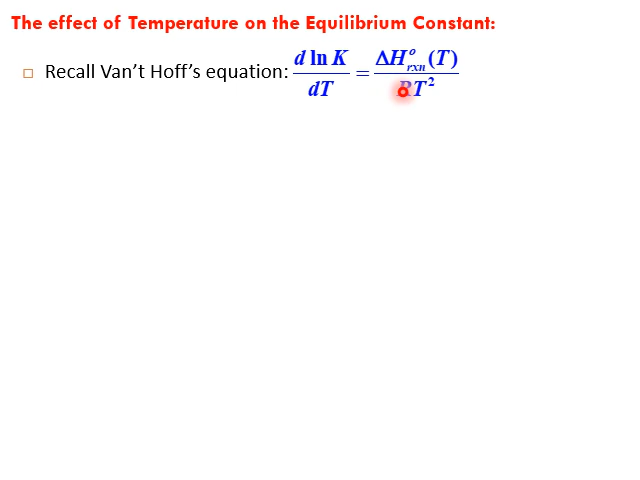 The effect of Temperature on the Equilibrium Constant:
Recall Van't Hoff's equation: d ln K / dT = ΔH°rxn (T) / RT²